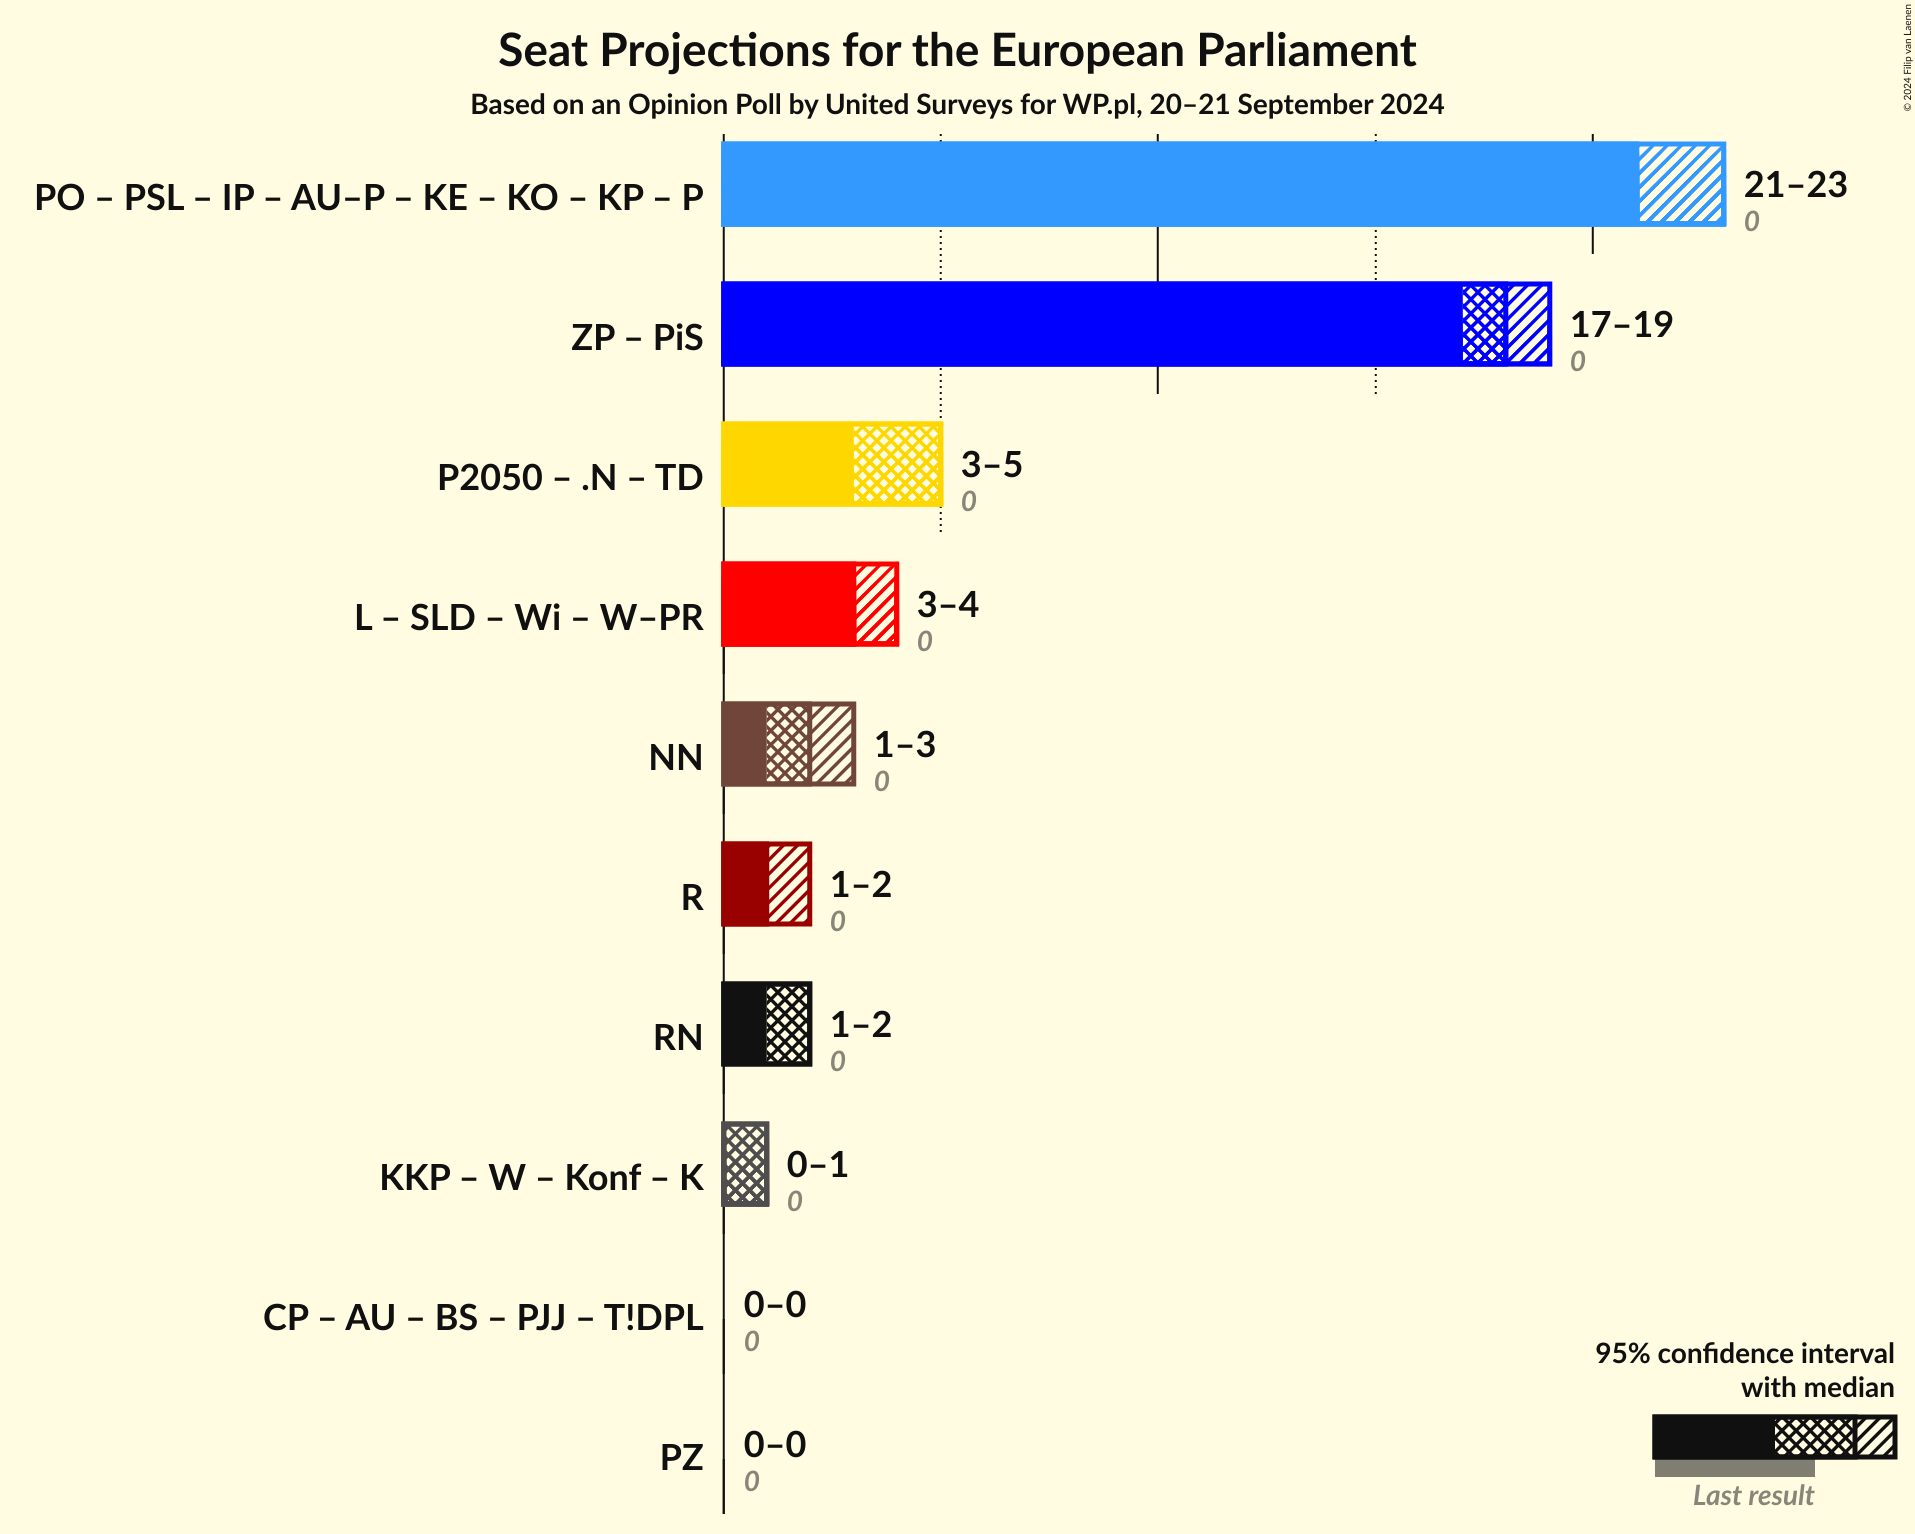 Seat Projections for the European Parliament
Based on an Opinion Poll by United Surveys for WP.pl, 20–21 September 2024
© 2024 Filip van Laenen
PO – PSL – IP – AU–P – KE – KO – KP – P
21–23
0
ZP – PiS
17–19
0
P2050 – .N – TD
3–5
0
L – SLD – Wi – W–PR
3–4
0
NN
1–3
0
R
1–2
0
RN
1–2
0
KKP – W – Konf – K
0–1
0
CP – AU – BS – PJJ – T!DPL
0–0
0
PZ
0–0
0
95% confidence interval
with median
Last result